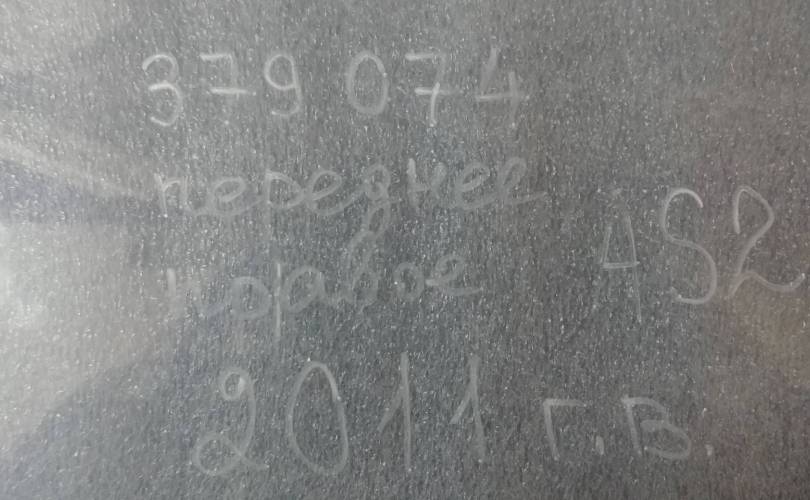 379 074
переднее
правое AS2
2011 г.в.